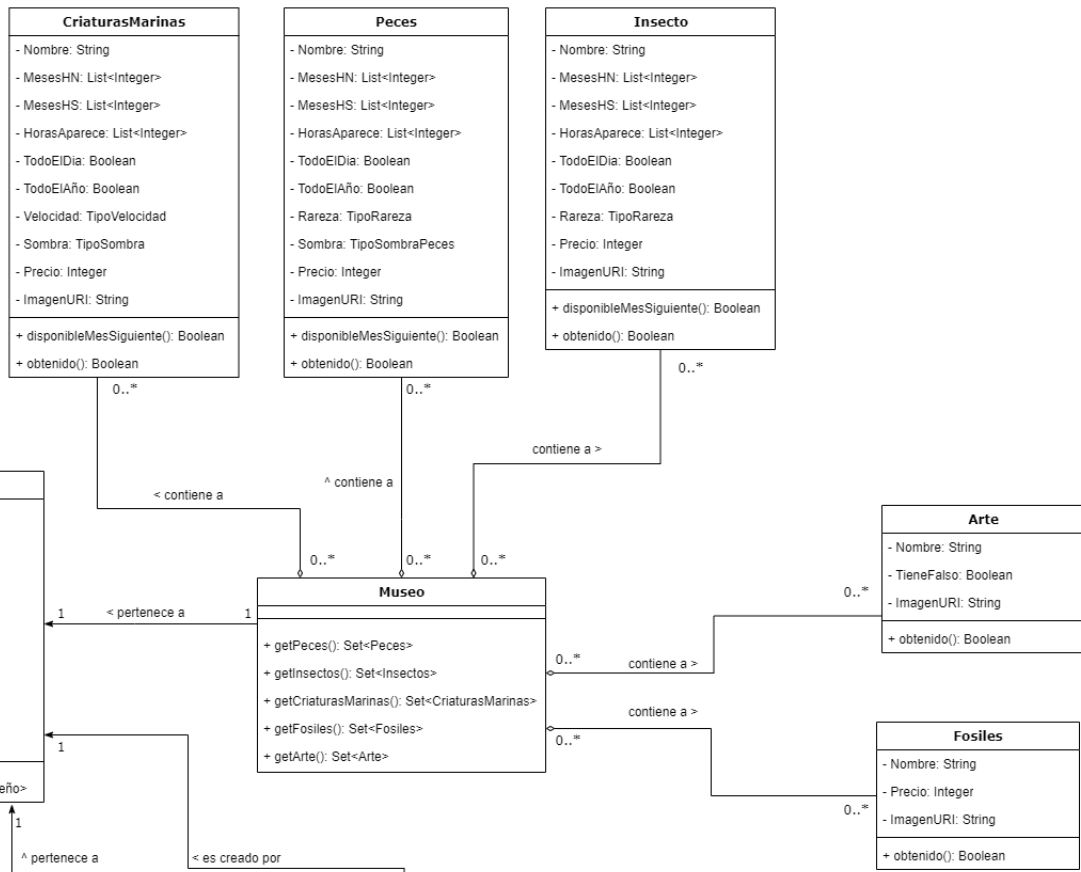 CriaturasMarinas
- Nombre: String
- MesesHN: List<Integer>
- MesesHS: List<Integer>
- HorasAparece: List<Integer>
- TodoElDia: Boolean
- TodoElAño: Boolean
- Velocidad: TipoVelocidad
- Sombra: TipoSombra
- Precio: Integer
- ImagenURI: String
+ disponibleMesSiguiente(): Boolean
+ obtenido(): Boolean
Peces
- Nombre: String
- MesesHN: List<Integer>
- MesesHS: List<Integer>
- HorasAparece: List<Integer>
- TodoElDia: Boolean
- TodoElAño: Boolean
- Rareza: TipoRareza
- Sombra: TipoSombraPeces
- Precio: Integer
- ImagenURI: String
+ disponibleMesSiguiente(): Boolean
+ obtenido(): Boolean
Insecto
- Nombre: String
- MesesHN: List<Integer>
- MesesHS: List<Integer>
- HorasAparece: List<Integer>
- TodoElDia: Boolean
- TodoElAño: Boolean
- Rareza: TipoRareza
- Precio: Integer
- ImagenURI: String
+ disponibleMesSiguiente(): Boolean
+ obtenido(): Boolean
0..*
0..*
0..*
contiene a >
^ contiene a
< contiene a
0..*
0..*
0..*
Museo
+ getPeces(): Set<Peces>
+ getInsectos(): Set<Insectos>
+ getCriaturasMarinas(): Set<CriaturasMarinas>
+ getFosiles(): Set<Fosiles>
+ getArte(): Set<Arte>
1
< pertenece a
1
Arte
- Nombre: String
- TieneFalso: Boolean
- ImagenURI: String
+ obtenido(): Boolean
0..*
0..*
contiene a >
contiene a >
0..*
0..*
Fosiles
- Nombre: String
- Precio: Integer
- ImagenURI: String
+ obtenido(): Boolean
1
eño>
1
^ pertenece a
< es creado por